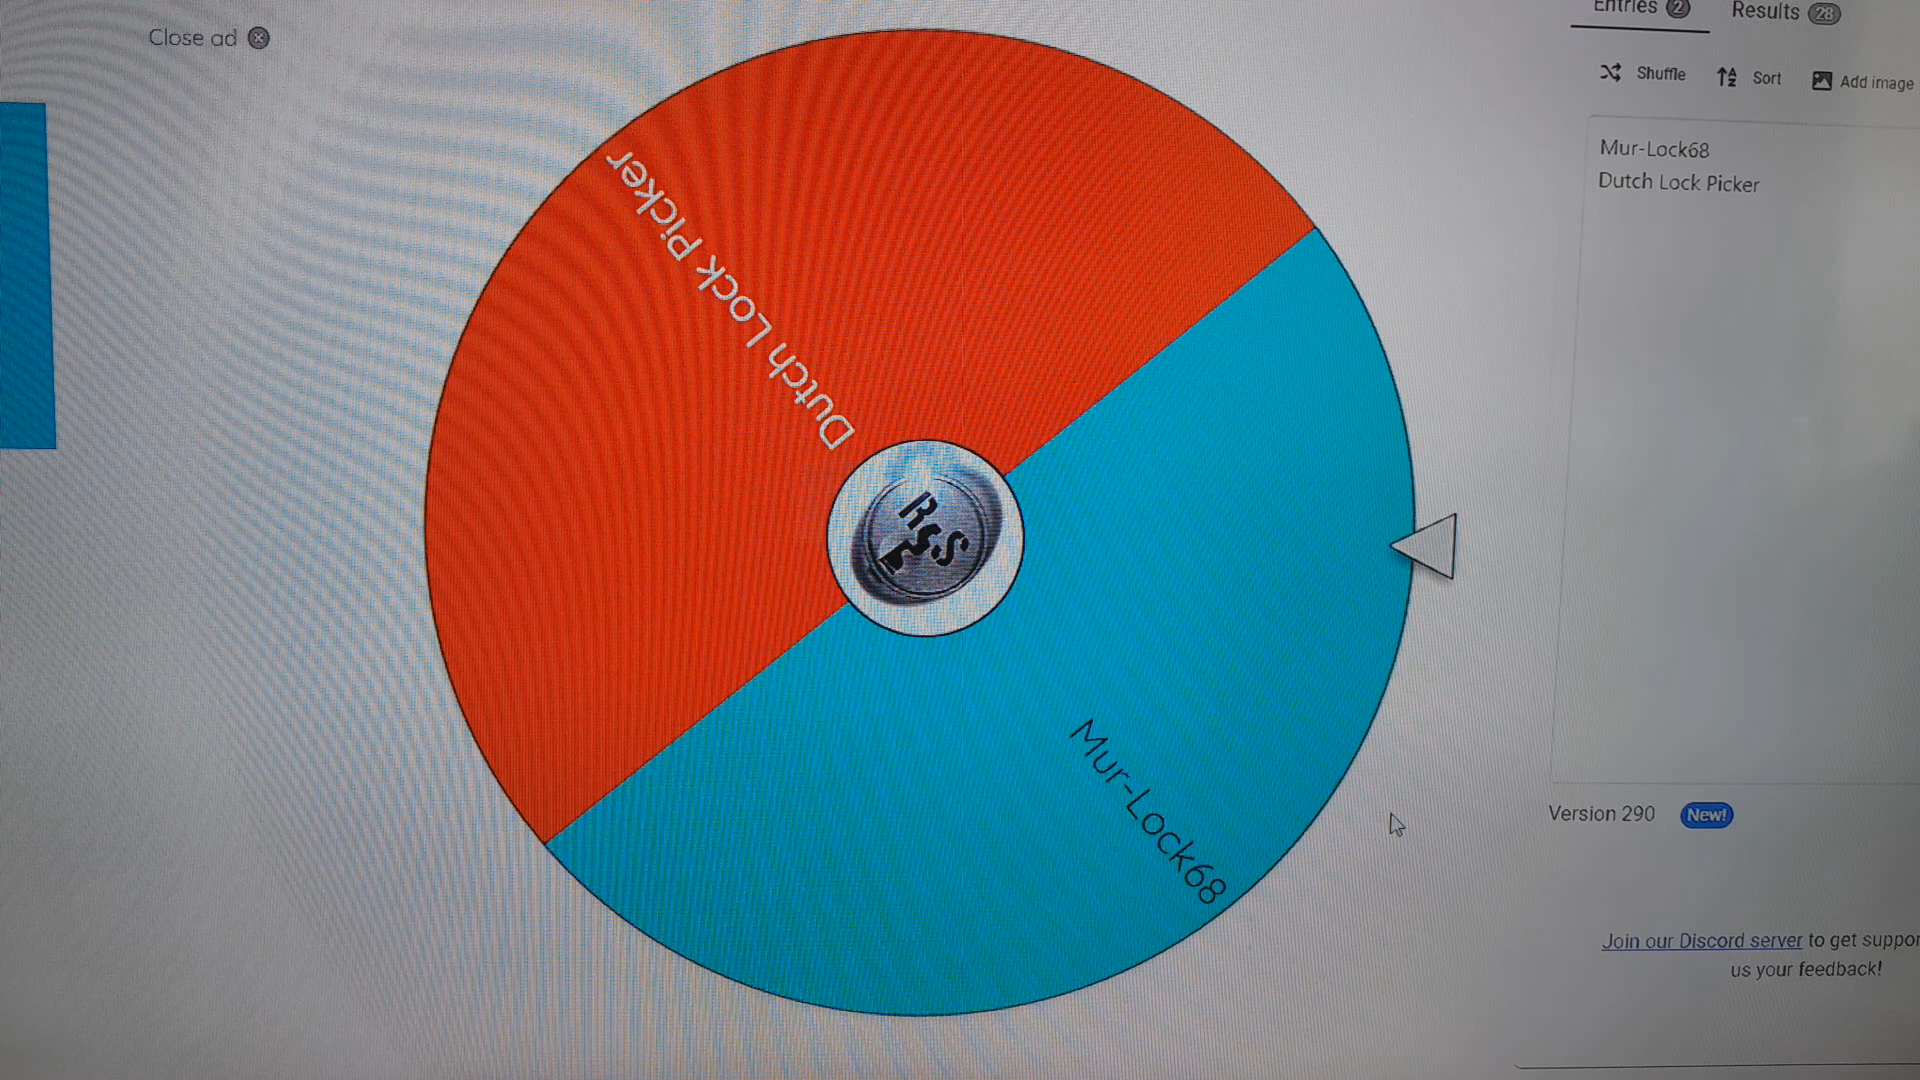 Close ad
Entries 2 Results 28
Shuffle Sort Add image
Mur-Lock68
Dutch Lock Picker
Dutch Lock Picker
Mur-Lock68
Version 290 New!
Join our Discord server to get suppor
us your feedback!